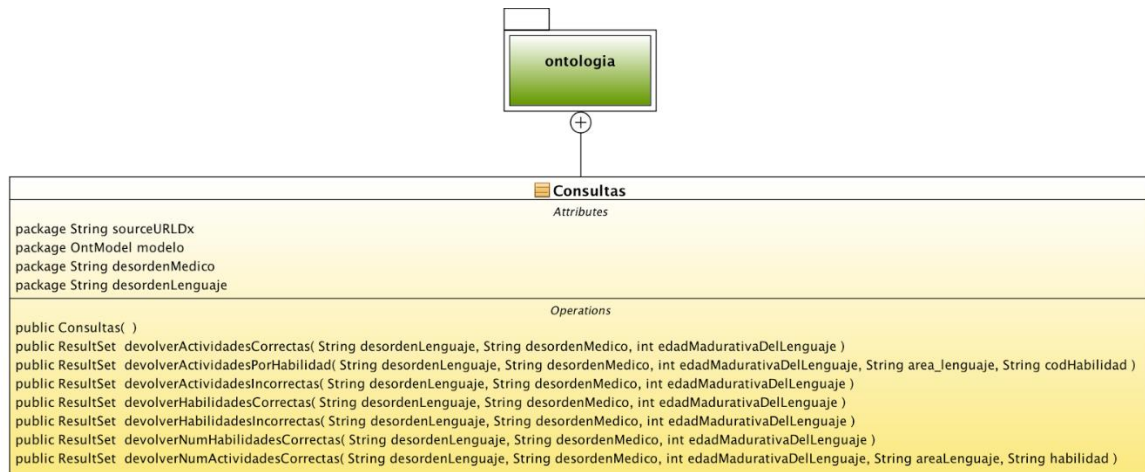 ontologia
Consultas
Attributes
package String sourceURLDx
package OntModel modelo
package String desordenMedico
package String desordenLenguaje
Operations
public Consultas( )
public ResultSet devolverActividadesCorrectas( String desordenLenguaje, String desordenMedico, int edadMadurativaDelLenguaje )
public ResultSet devolverActividadesPorHabilidad( String desordenLenguaje, String desordenMedico, int edadMadurativaDelLenguaje, String area_lenguaje, String codHabilidad )
public ResultSet devolverActividadesIncorrectas( String desordenLenguaje, String desordenMedico, int edadMadurativaDelLenguaje )
public ResultSet devolverHabilidadesCorrectas( String desordenLenguaje, String desordenMedico, int edadMadurativaDelLenguaje )
public ResultSet devolverHabilidadesIncorrectas( String desordenLenguaje, String desordenMedico, int edadMadurativaDelLenguaje )
public ResultSet devolverNumHabilidadesCorrectas( String desordenLenguaje, String desordenMedico, int edadMadurativaDelLenguaje )
public ResultSet devolverNumActividadesCorrectas( String desordenLenguaje, String desordenMedico, int edadMadurativaDelLenguaje, String areaLenguaje, String habilidad )